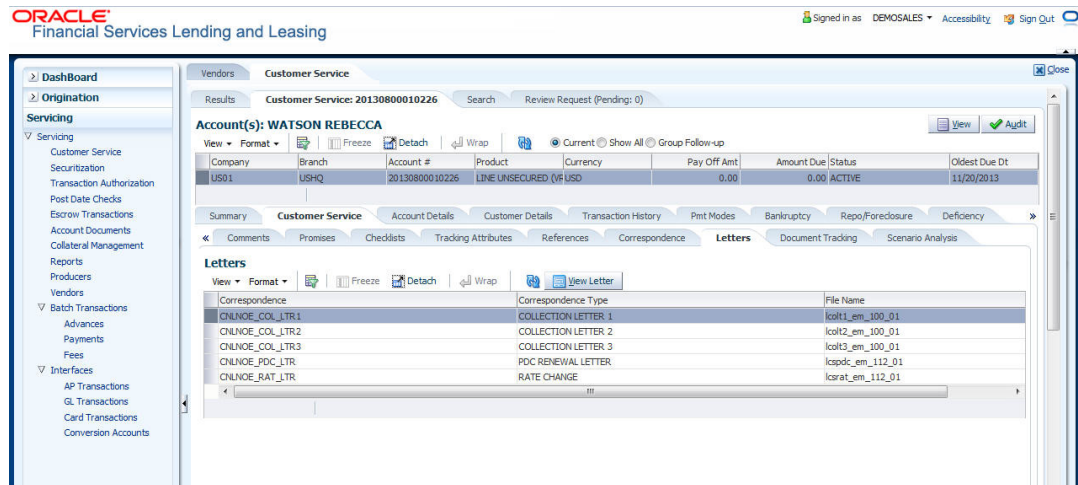 ORACLE
Financial Services Lending and Leasing
Signed in as DEMOSALES Accessibility Sign Out
Close
DashBoard
Origination
Servicing
Servicing
Customer Service
Securitization
Transaction Authorization
Post Date Checks
Escrow Transactions
Account Documents
Collateral Management
Reports
Producers
Vendors
Batch Transactions
Advances
Payments
Fees
Interfaces
AP Transactions
GL Transactions
Card Transactions
Conversion Accounts
Vendors Customer Service
Results Customer Service: 20130800010226 Search Review Request (Pending: 0)
Account(s): WATSON REBECCA
View Audit
View Format Freeze Detach Wrap Current Show All Group Follow-up
Company Branch Account # Product Currency Pay Off Amt Amount Due Status Oldest Due Dt
US01 USHQ 20130800010226 LINE UNSECURED (VR USD 0.00 0.00 ACTIVE 11/20/2013
Summary Customer Service Account Details Customer Details Transaction History Pmt Modes Bankruptcy Repo/Foreclosure Deficiency »
« Comments Promises Checklists Tracking Attributes References Correspondence Letters Document Tracking Scenario Analysis
Letters
View Format Freeze Detach Wrap View Letter
Correspondence Correspondence Type File Name
CNLNOE_COL_LTR1 COLLECTION LETTER 1 lcolt1_em_100_01
CNLNOE_COL_LTR2 COLLECTION LETTER 2 lcolt2_em_100_01
CNLNOE_COL_LTR3 COLLECTION LETTER 3 lcolt3_em_100_01
CNLNOE_PDC_LTR PDC RENEWAL LETTER lcspdc_em_112_01
CNLNOE_RAT_LTR RATE CHANGE lcsrat_em_112_01